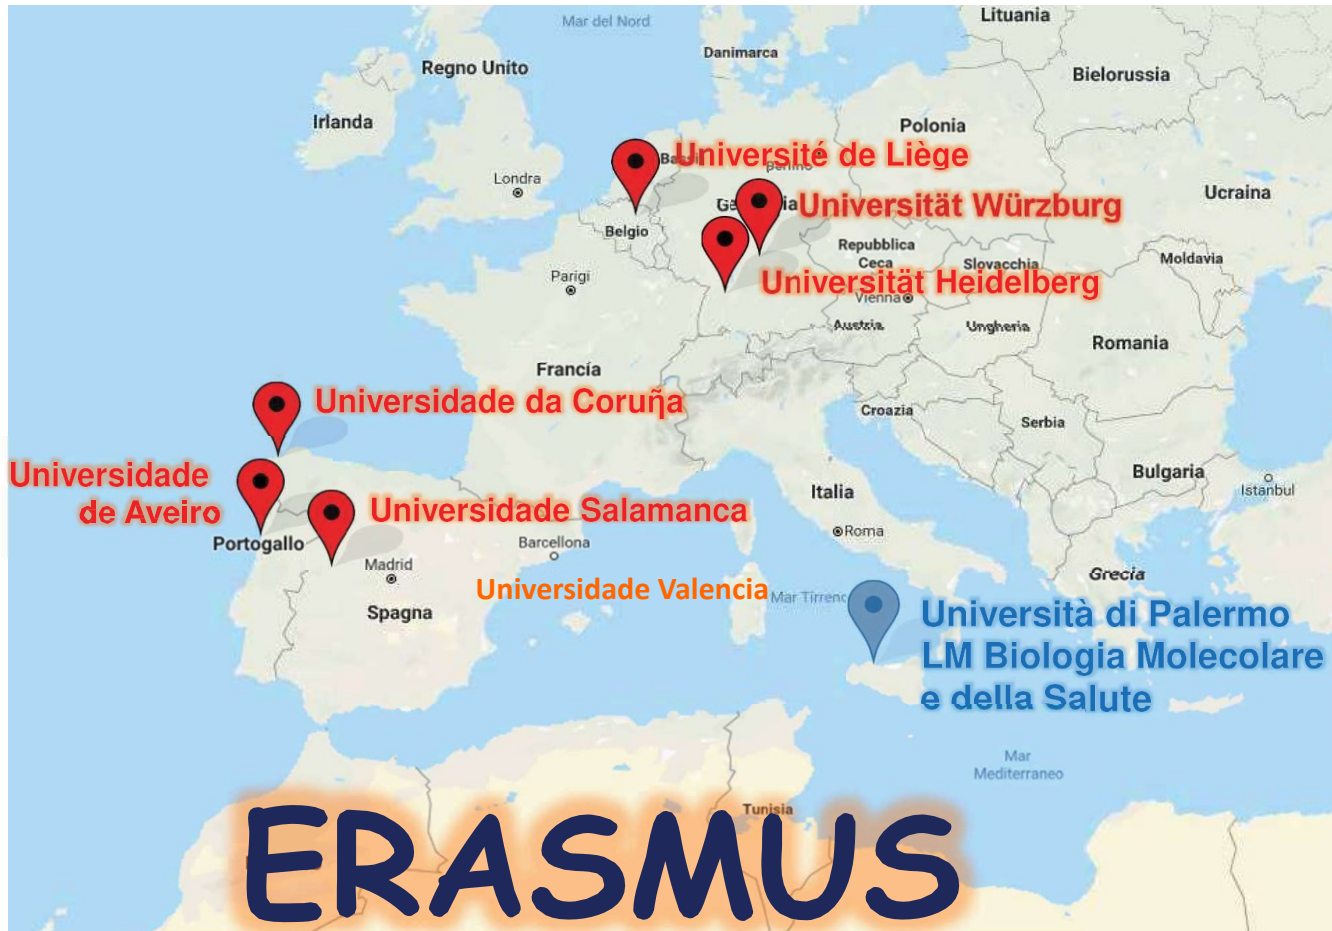 Mar del Nord
Lituania
Danimarca
Regno Unito
Bielorussia
Irlanda
Polonia
Université de Liège
Londra
Ucraina
Universität Würzburg
Belgio
Repubblica
Ceca
Slovacchia
Moldavia
Parigi
Universität Heidelberg
Vienna
Austria
Ungheria
Romania
Francía
Universidade da Coruña
Croazia
Serbia
Universidade
de Aveiro
Bulgaria
Istanbul
Italia
Universidade Salamanca
Roma
Portogallo
Barcellona
Madrid
Grecia
Universidade Valencia
Mar Tirreno
Spagna
Università di Palermo
LM Biologia Molecolare
e della Salute
Mar
Mediterraneo
Tunisia
ERASMUS